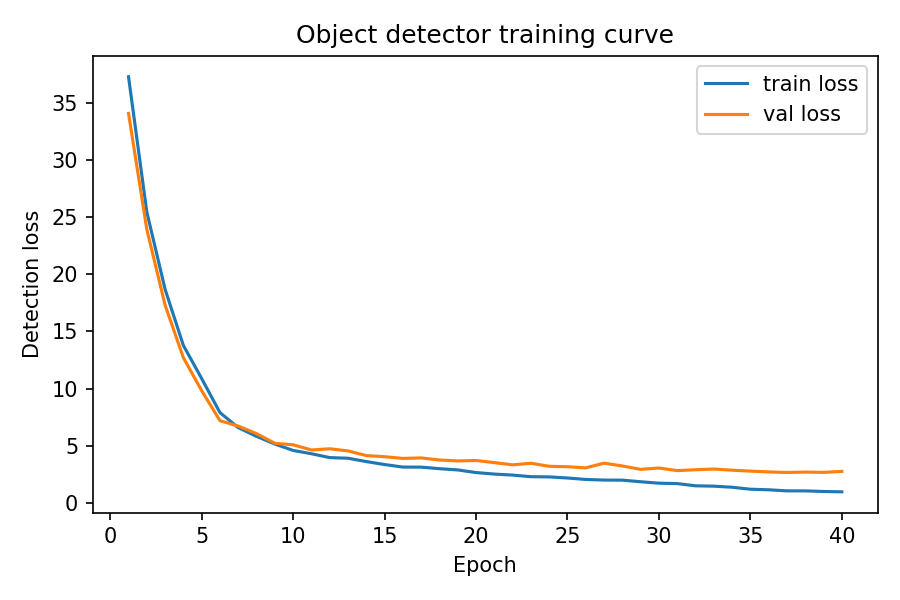 Object detector training curve
train loss
val loss
Detection loss
35
30
25
20
15
10
5
0
0 5 10 15 20 25 30 35 40
Epoch